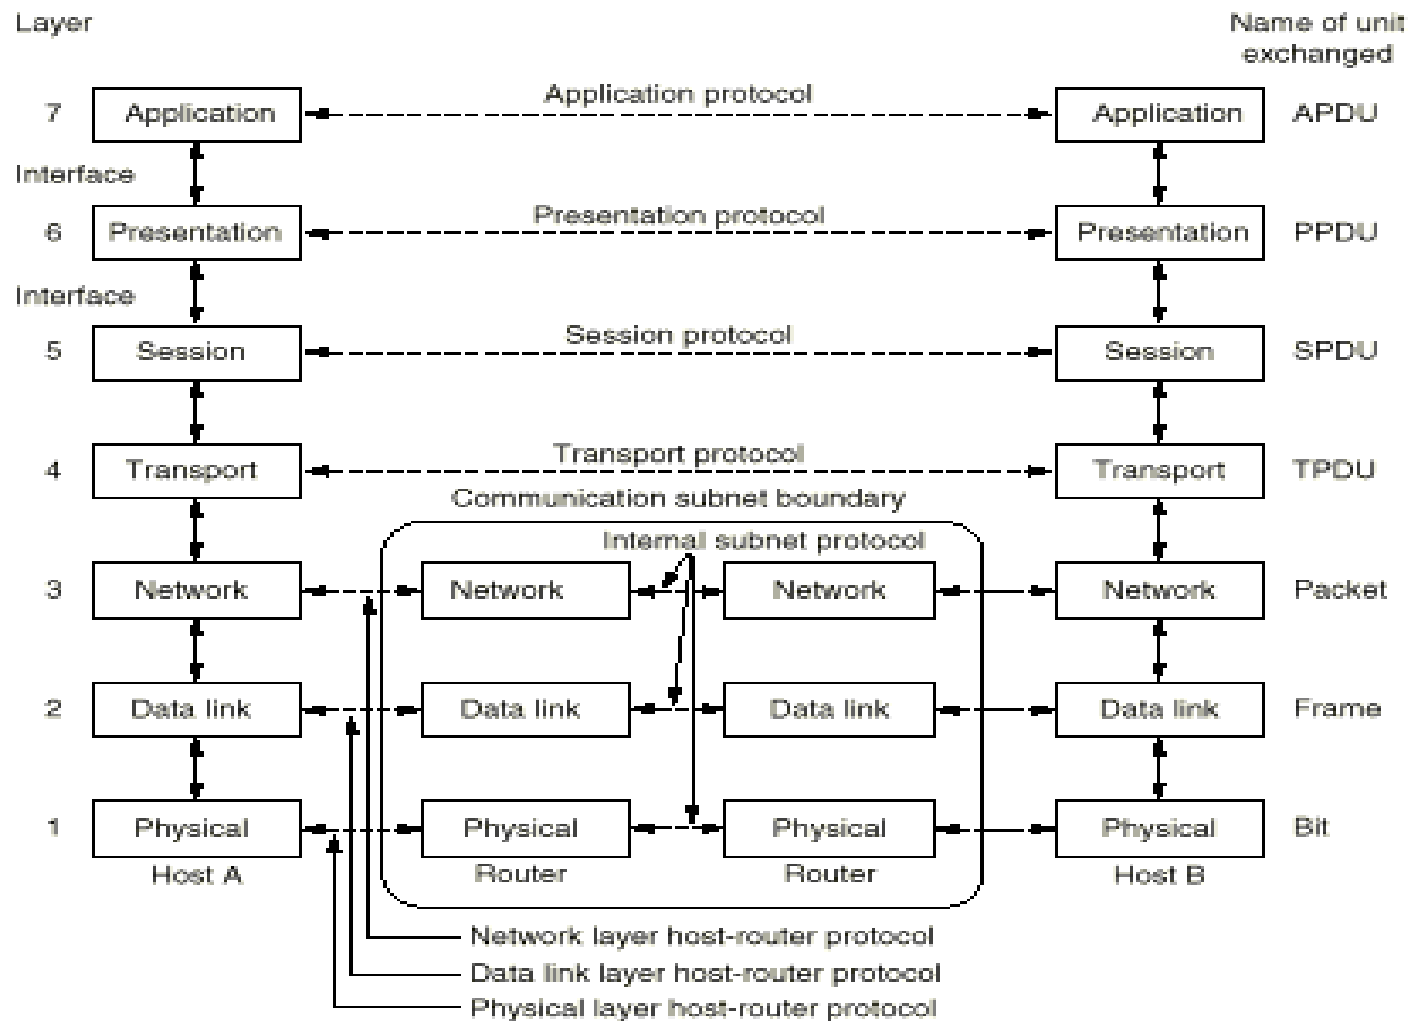 Layer
Name of unit
exchanged
7 Application Application protocol Application APDU
Interface
6 Presentation Presentation protocol Presentation PPDU
Interface
5 Session Session protocol Session SPDU
4 Transport Transport protocol Transport TPDU
Communication subnet boundary
Internal subnet protocol
3 Network Network Network Network Packet
2 Data link Data link Data link Data link Frame
1 Physical Physical Physical Physical Bit
Host A Router Router Host B
Network layer host-router protocol
Data link layer host-router protocol
Physical layer host-router protocol